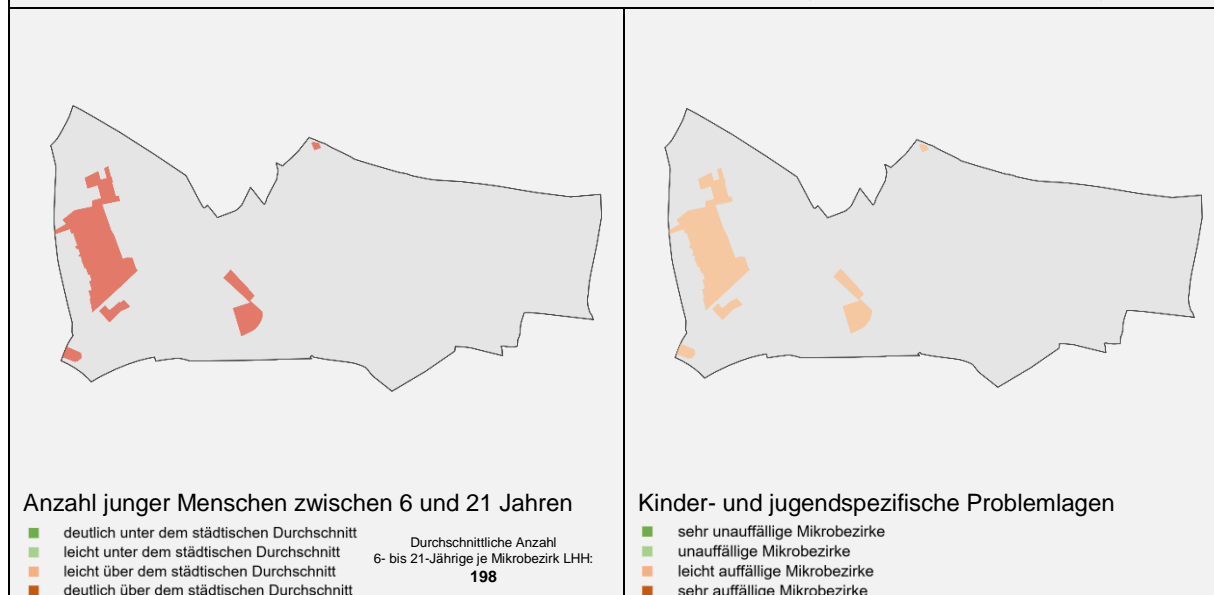 Anzahl junger Menschen zwischen 6 und 21 Jahren
deutlich unter dem städtischen Durchschnitt
leicht unter dem städtischen Durchschnitt
leicht über dem städtischen Durchschnitt
deutlich über dem städtischen Durchschnitt
Durchschnittliche Anzahl
6- bis 21-Jährige je Mikrobezirk LHH:
198
Kinder- und jugendspezifische Problemlagen
sehr unauffällige Mikrobezirke
unauffällige Mikrobezirke
leicht auffällige Mikrobezirke
sehr auffällige Mikrobezirke